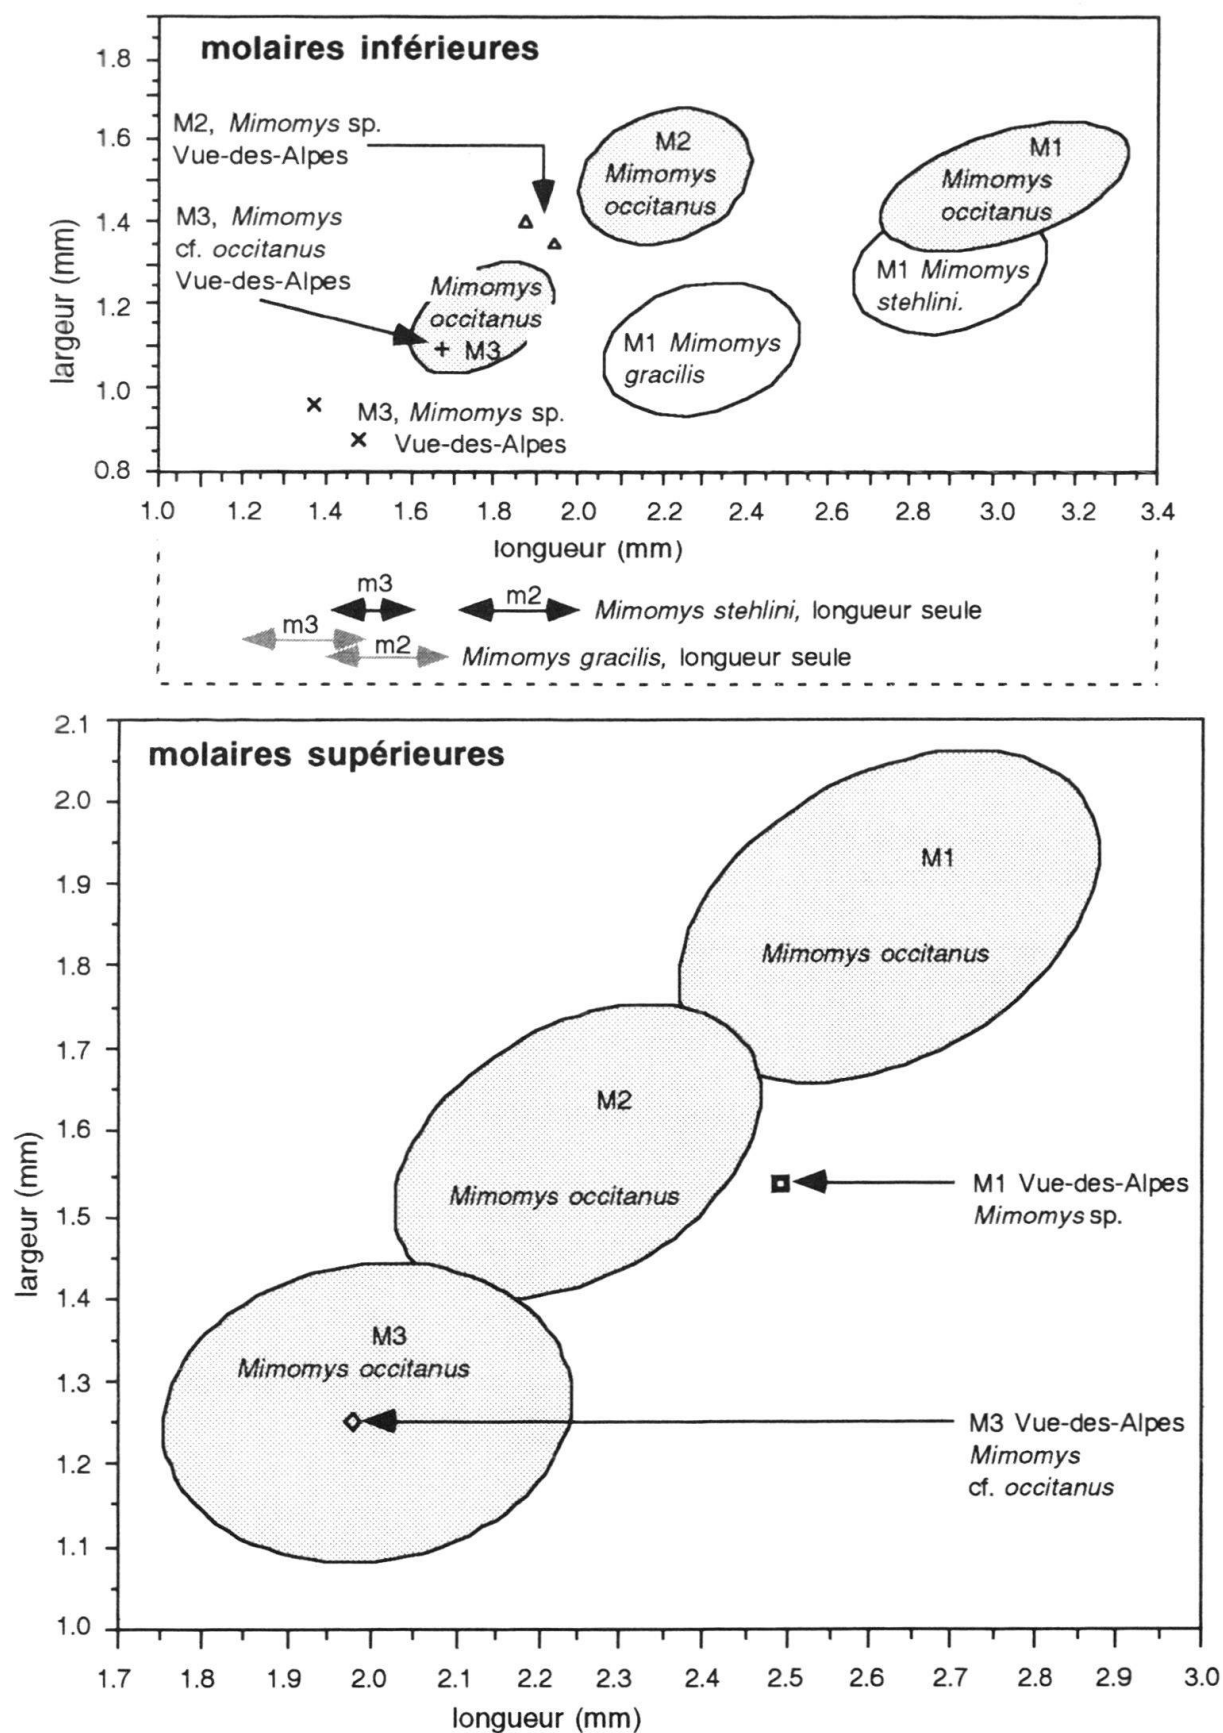 molaires inférieures
M2, Mimomys sp.
Vue-des-Alpes
M3, Mimomys
cf. occitanus
Vue-des-Alpes
M2
Mimomys
occitanus
M1
Mimomys
occitanus
M1 Mimomys
stehlini.
Mimomys
occitanus
+ M3
M1 Mimomys
gracilis
M3, Mimomys sp.
Vue-des-Alpes
largeur (mm)
1.8
1.6
1.4
1.2
1.0
0.8
1.0 1.2 1.4 1.6 1.8 2.0 2.2 2.4 2.6 2.8 3.0 3.2 3.4
longueur (mm)
m3
m2
Mimomys stehlini, longueur seule
m3
m2
Mimomys gracilis, longueur seule
molaires supérieures
M1
Mimomys occitanus
M2
Mimomys occitanus
M1 Vue-des-Alpes
Mimomys sp.
M3
Mimomys occitanus
M3 Vue-des-Alpes
Mimomys
cf. occitanus
largeur (mm)
2.1
2.0
1.9
1.8
1.7
1.6
1.5
1.4
1.3
1.2
1.1
1.0
1.7 1.8 1.9 2.0 2.1 2.2 2.3 2.4 2.5 2.6 2.7 2.8 2.9 3.0
longueur (mm)